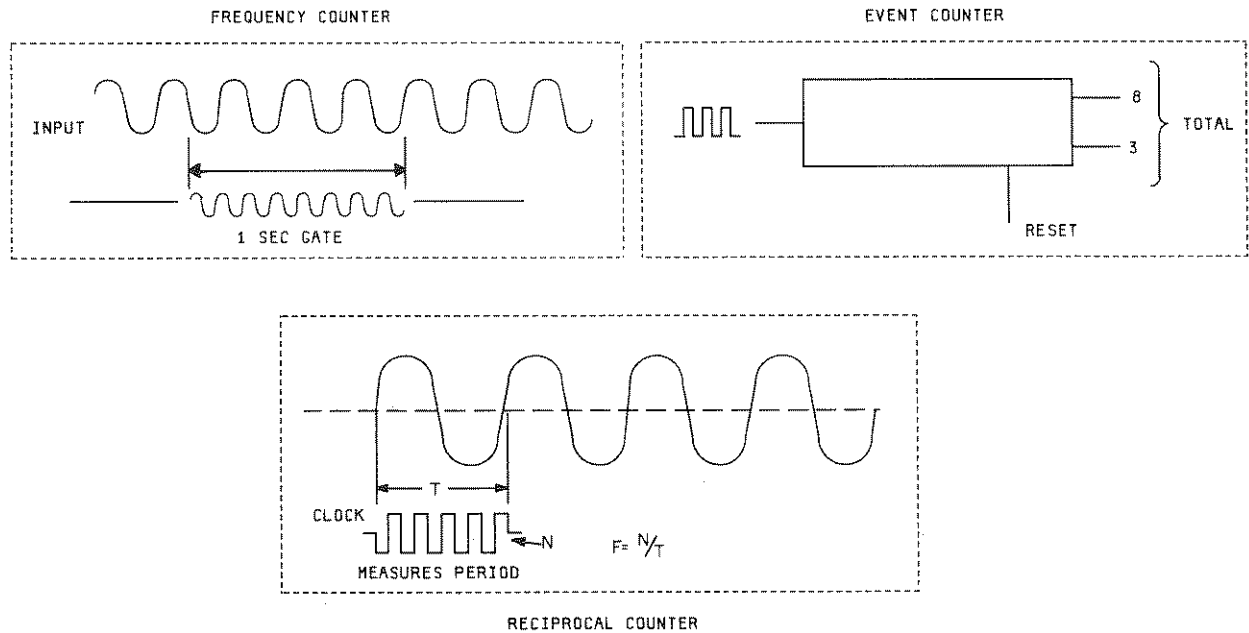 FREQUENCY COUNTER
INPUT
1 SEC GATE
EVENT COUNTER
8
3
TOTAL
RESET
T
CLOCK
N
F= N/T
MEASURES PERIOD
RECIPROCAL COUNTER